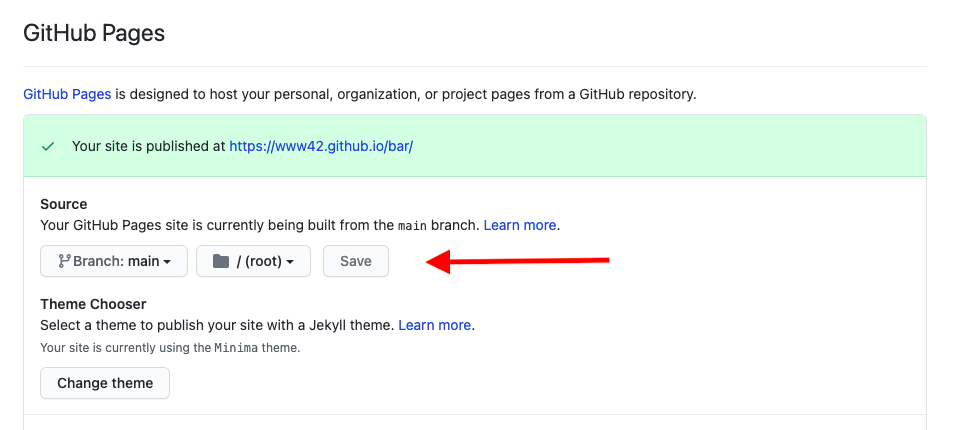 GitHub Pages
GitHub Pages is designed to host your personal, organization, or project pages from a GitHub repository.
Your site is published at https://www42.github.io/bar/
Source
Your GitHub Pages site is currently being built from the main branch. Learn more.
Branch: main / (root) Save
Theme Chooser
Select a theme to publish your site with a Jekyll theme. Learn more.
Your site is currently using the Minima theme.
Change theme